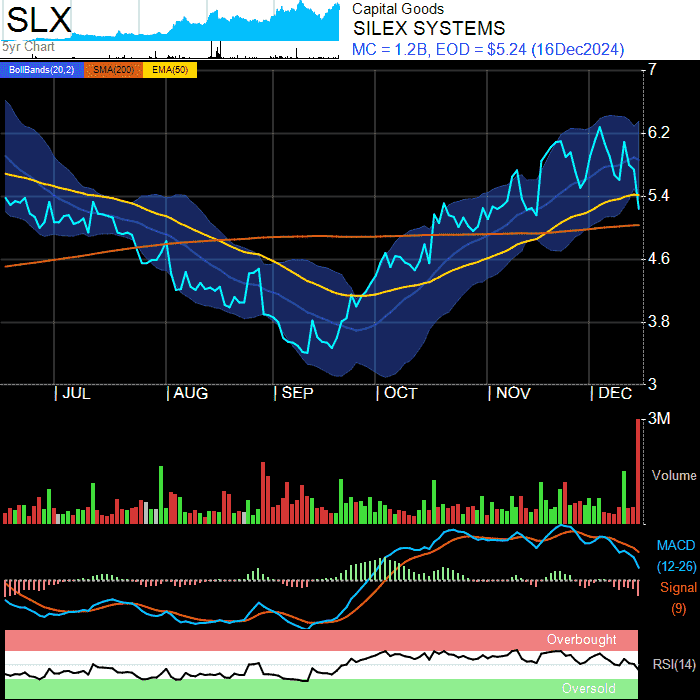 SLX
5yr Chart
Capital Goods
SILEX SYSTEMS
MC = 1.2B, EOD = $5.24 (16Dec2024)
BollBands(20,2) SMA(200) EMA(50)
7
6.2
5.4
4.6
3.8
3
| JUL | AUG | SEP | OCT | NOV | DEC
3M
Volume
MACD
(12-26)
Signal
(9)
Overbought
RSI(14)
Oversold